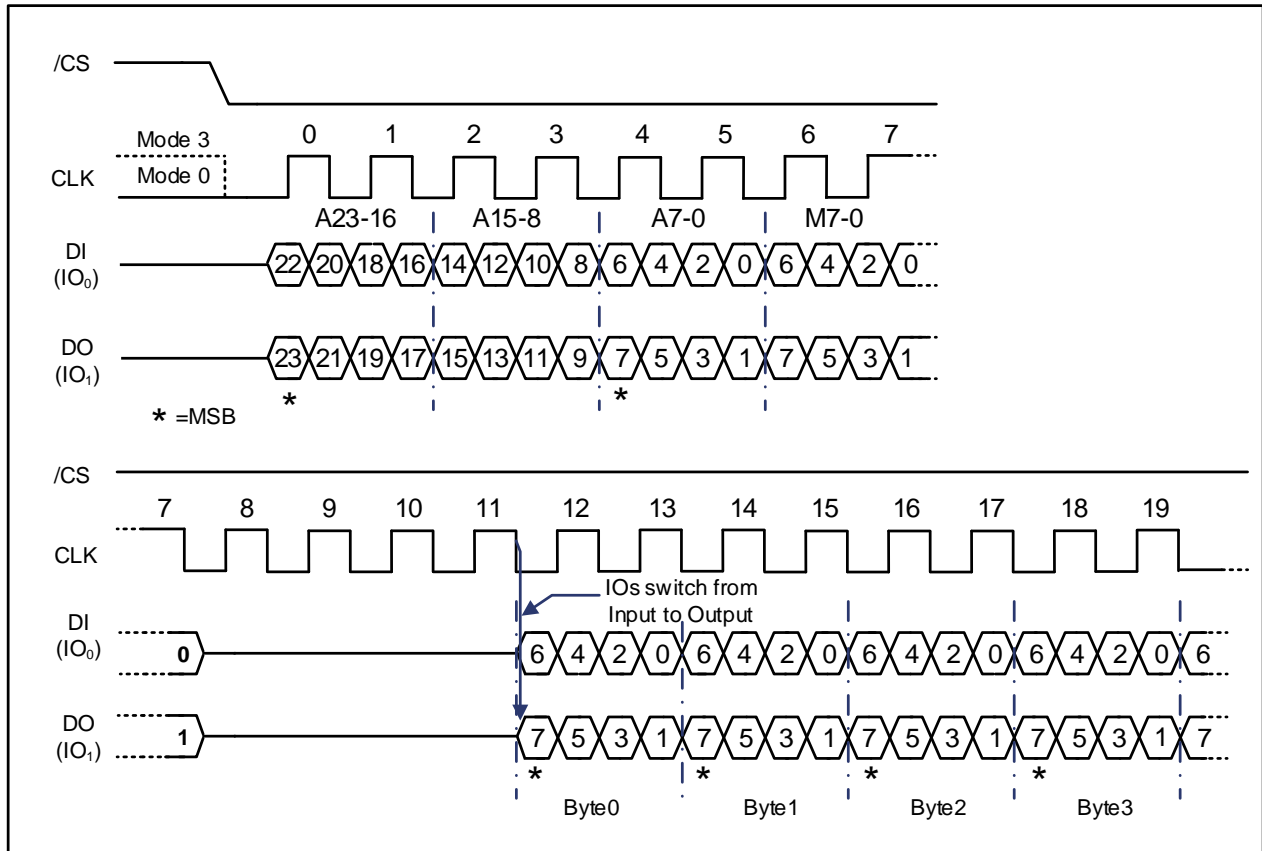 /CS
Mode 3
0 1 2 3 4 5 6 7
CLK
Mode 0
A23-16 A15-8 A7-0 M7-0
DI
(IO0)
22 20 18 16 14 12 10 8 6 4 2 0 6 4 2 0
DO
(IO1)
23 21 19 17 15 13 11 9 7 5 3 1 7 5 3 1
* *
* =MSB
/CS
7 8 9 10 11 12 13 14 15 16 17 18 19
CLK
IOs switch from
Input to Output
DI
(IO0)
0 6 4 2 0 6 4 2 0 6 4 2 0 6 4 2 0 6
DO
(IO1)
1 7 5 3 1 7 5 3 1 7 5 3 1 7 5 3 1 7
* * * *
Byte0 Byte1 Byte2 Byte3